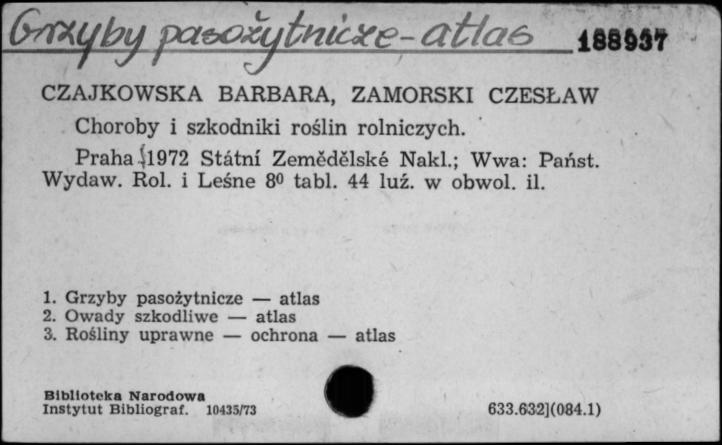 Grzyby pasożytnicze - atlas 188937
CZAJKOWSKA BARBARA, ZAMORSKI CZESŁAW
Choroby i szkodniki roślin rolniczych.
Praha 1972 Státní Zemědělské Nakl.; Wwa: Państ.
Wydaw. Rol. i Leśne 8⁰ tabl. 44 luź. w obwol. il.
1. Grzyby pasożytnicze — atlas
2. Owady szkodliwe — atlas
3. Rośliny uprawne — ochrona — atlas
Biblioteka Narodowa
Instytut Bibliograf. 10435/73 633.632](084.1)